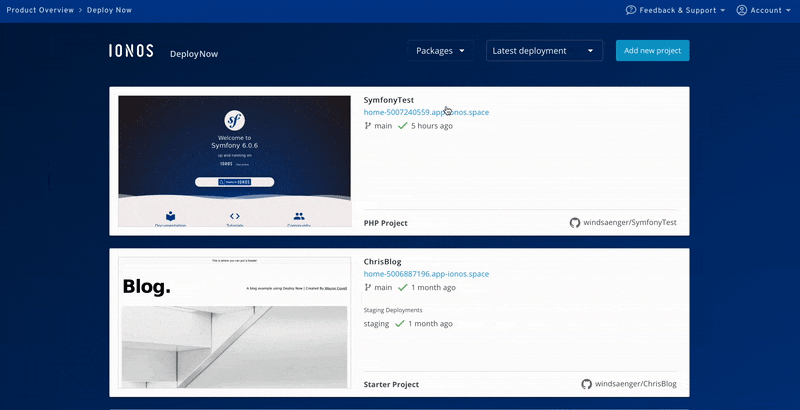 Product Overview > Deploy Now
Feedback & Support
Account
IONOS
DeployNow
Packages
Latest deployment
Add new project
sf
Welcome to
Symfony 6.0.6
up and running on
IONOS
SymfonyTest
home-5007240559.app-ionos.space
main
5 hours ago
Documentation
Tutorials
Community
PHP Project
windsaenger/SymfonyTest
This is where you can put a header
Blog.
A blog example using Deploy Now | Created By
ChrisBlog
home-5006887196.app-ionos.space
main
1 month ago
Staging Deployments
staging
1 month ago
Starter Project
windsaenger/ChrisBlog